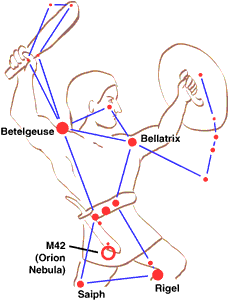 Betelgeuse
Bellatrix
M42
(Orion
Nebula)
Saiph
Rigel